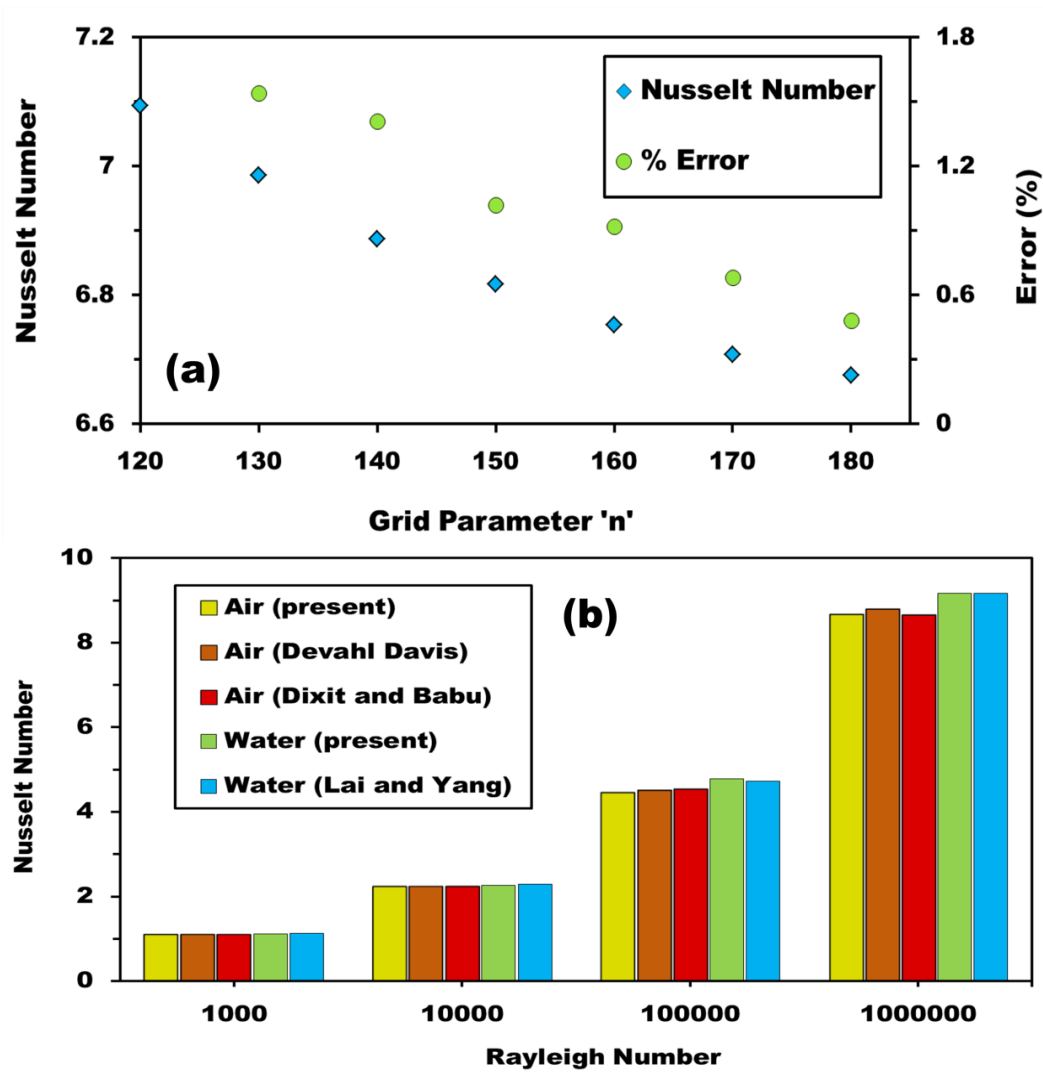 7.2
7
6.8
6.6
Nusselt Number
1.8
1.2
0.6
0
Error (%)
Nusselt Number
% Error
(a)
120 130 140 150 160 170 180
Grid Parameter 'n'
10
8
6
4
2
0
Nusselt Number
Air (present)
Air (Devahl Davis)
Air (Dixit and Babu)
Water (present)
Water (Lai and Yang)
(b)
1000 10000 100000 1000000
Rayleigh Number